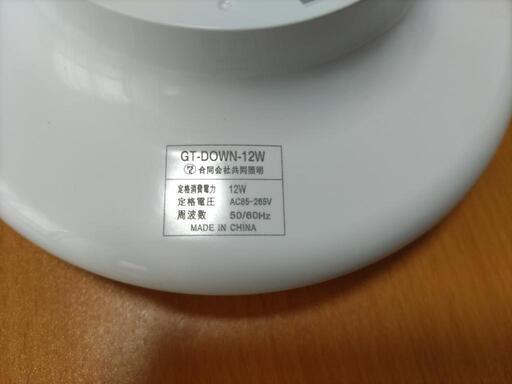 GT-DOWN-12W
合同会社共同照明
定格消費電力 12W
定格電圧 AC85-265V
周波数 50/60Hz
MADE IN CHINA